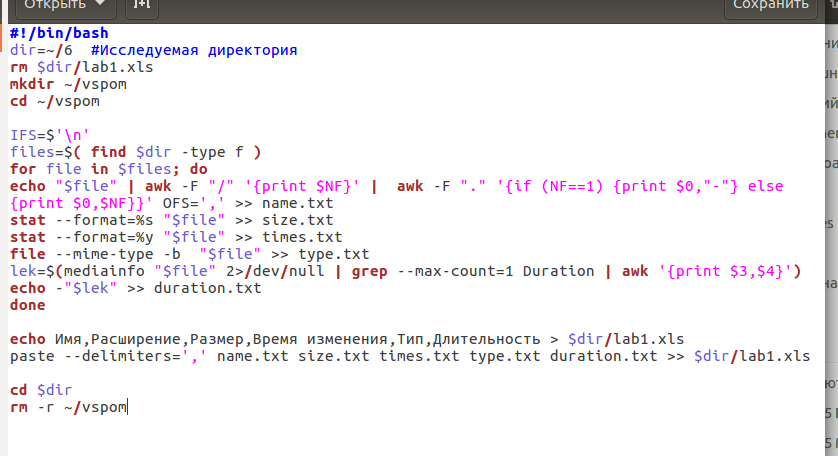 Открыть
Сохранить
#!/bin/bash
dir=~/6  #Исследуемая директория
rm $dir/lab1.xls
mkdir ~/vspom
cd ~/vspom
IFS=$'\n'
files=$( find $dir -type f )
for file in $files; do
echo "$file" | awk -F "/" '{print $NF}' |  awk -F "." '{if (NF==1) {print $0,"-"} else
{print $0,$NF}}' OFS=',' >> name.txt
stat --format=%s "$file" >> size.txt
stat --format=%y "$file" >> times.txt
file --mime-type -b  "$file" >> type.txt
lek=$(mediainfo "$file" 2>/dev/null | grep --max-count=1 Duration | awk '{print $3,$4}')
echo -"$lek" >> duration.txt
done
echo Имя,Расширение,Размер,Время изменения,Тип,Длительность > $dir/lab1.xls
paste --delimiters=',' name.txt size.txt times.txt type.txt duration.txt >> $dir/lab1.xls
cd $dir
rm -r ~/vspom